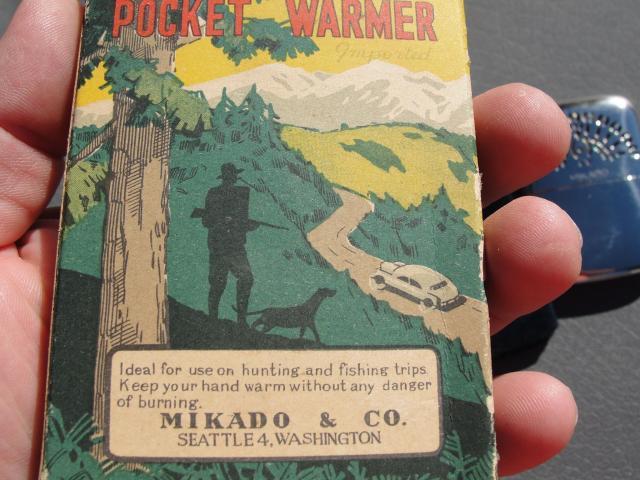 POCKET WARMER
Imported
Ideal for use on hunting and fishing trips.
Keep your hand warm without any danger
of burning.
MIKADO & CO.
SEATTLE 4, WASHINGTON